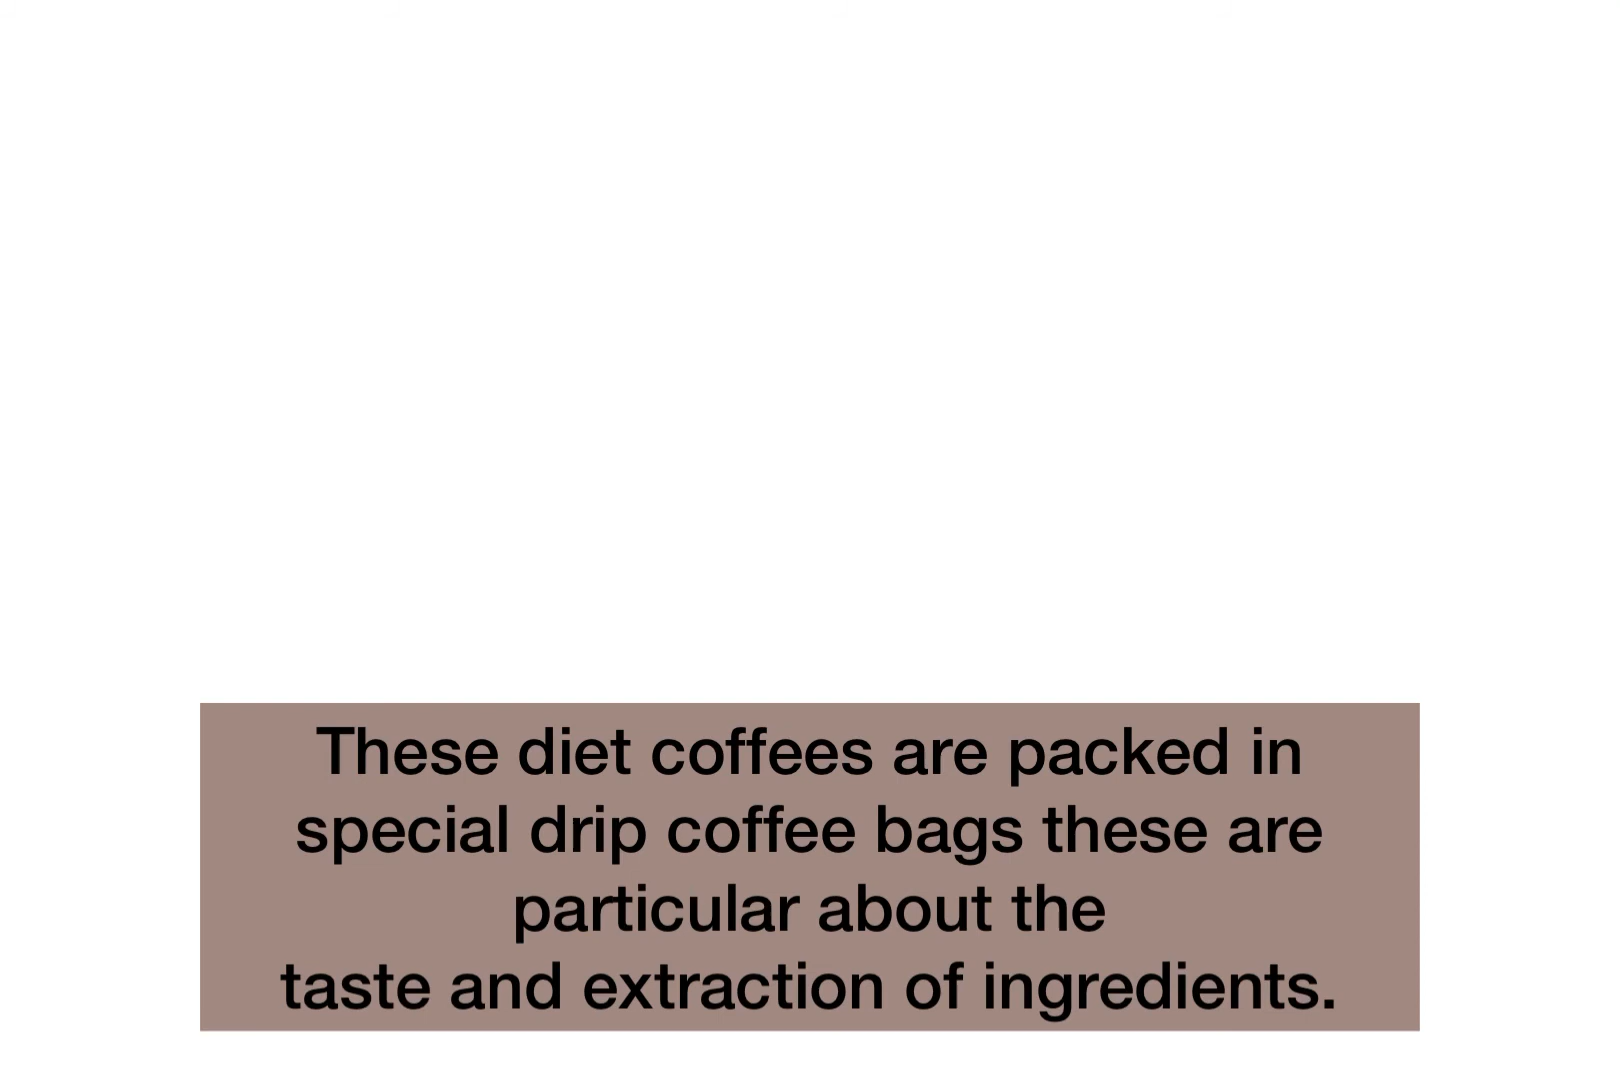 These diet coffees are packed in
special drip coffee bags these are
particular about the
taste and extraction of ingredients.